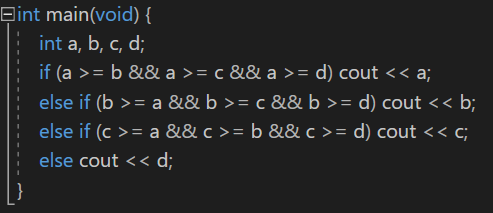 int main(void) {
int a, b, c, d;
if (a >= b && a >= c && a >= d) cout << a;
else if (b >= a && b >= c && b >= d) cout << b;
else if (c >= a && c >= b && c >= d) cout << c;
else cout << d;
}